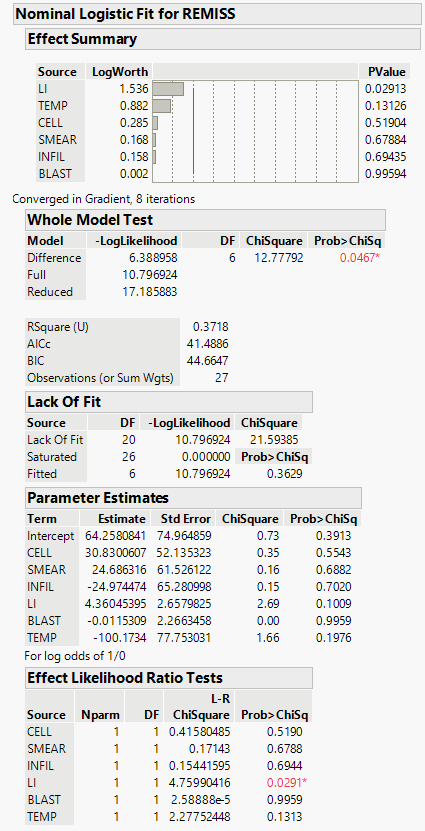 Nominal Logistic Fit for REMISS
Effect Summary
Source LogWorth PValue
LI 1.536 0.02913
TEMP 0.882 0.13126
CELL 0.285 0.51904
SMEAR 0.168 0.67884
INFIL 0.158 0.69435
BLAST 0.002 0.99594
Converged in Gradient, 8 iterations
Whole Model Test
Model -LogLikelihood DF ChiSquare Prob>ChiSq
Difference 6.388958 6 12.77792 0.0467*
Full 10.796924
Reduced 17.185883
RSquare (U) 0.3718
AICc 41.4886
BIC 44.6647
Observations (or Sum Wgts) 27
Lack Of Fit
Source DF -LogLikelihood ChiSquare
Lack Of Fit 20 10.796924 21.59385
Saturated 26 0.000000 Prob>ChiSq
Fitted 6 10.796924 0.3629
Parameter Estimates
Term Estimate Std Error ChiSquare Prob>ChiSq
Intercept 64.2580841 74.964859 0.73 0.3913
CELL 30.8300607 52.135323 0.35 0.5543
SMEAR 24.686316 61.526122 0.16 0.6882
INFIL -24.974474 65.280998 0.15 0.7020
LI 4.36045395 2.6579825 2.69 0.1009
BLAST -0.0115309 2.2663458 0.00 0.9959
TEMP -100.1734 77.753031 1.66 0.1976
For log odds of 1/0
Effect Likelihood Ratio Tests
L-R
Source Nparm DF ChiSquare Prob>ChiSq
CELL 1 1 0.41580485 0.5190
SMEAR 1 1 0.17143 0.6788
INFIL 1 1 0.15441595 0.6944
LI 1 1 4.75990416 0.0291*
BLAST 1 1 2.58888e-5 0.9959
TEMP 1 1 2.27752448 0.1313